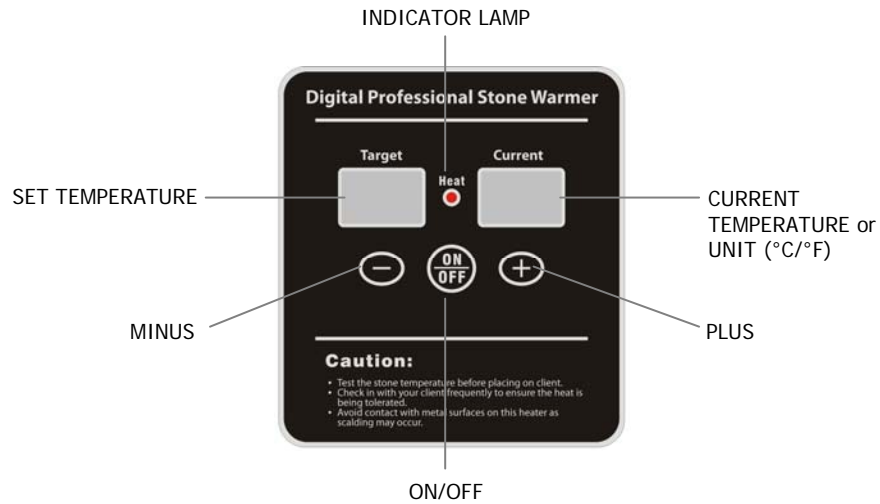 INDICATOR LAMP
Digital Professional Stone Warmer
Target
Current
Heat
SET TEMPERATURE
CURRENT
TEMPERATURE or
UNIT (°C/°F)
−
ON
OFF
+
MINUS
PLUS
Caution:
• Test the stone temperature before placing on client.
• Check in with your client frequently to ensure the heat is
being tolerated.
• Avoid contact with metal surfaces on this heater as
scalding may occur.
ON/OFF